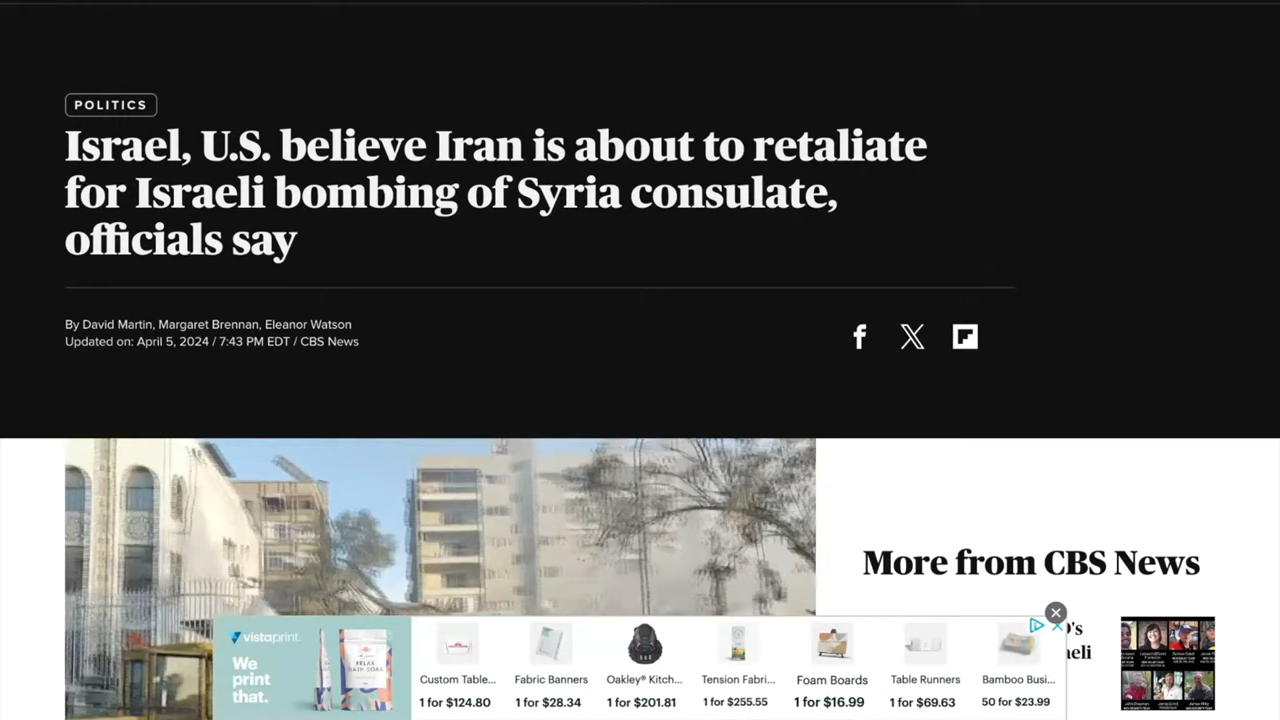 POLITICS
Israel, U.S. believe Iran is about to retaliate
for Israeli bombing of Syria consulate,
officials say
By David Martin, Margaret Brennan, Eleanor Watson
Updated on: April 5, 2024 / 7:43 PM EDT / CBS News
More from CBS News
vistaprint.
We
print
that.
RELAX
BATH SOAK
Custom Table...
1 for $124.80
Fabric Banners
1 for $28.34
Oakley® Kitch...
1 for $201.81
Tension Fabri...
1 for $255.55
Foam Boards
1 for $16.99
Table Runners
1 for $69.63
Bamboo Busi...
50 for $23.99
's
eli